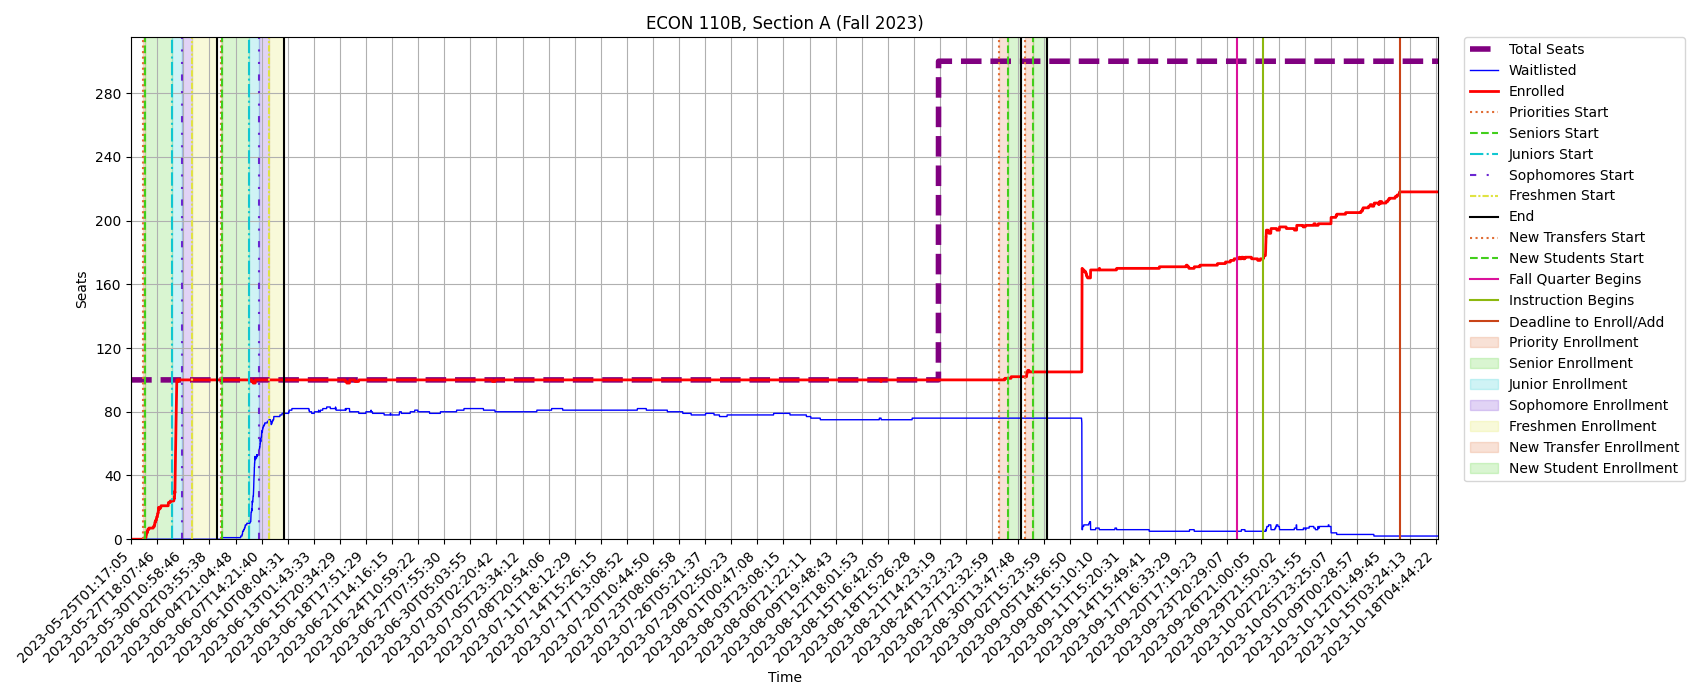 ECON 110B, Section A (Fall 2023)
Seats
280
240
200
160
120
80
40
0
2023-05-25T01:17:05
2023-05-27T18:07:46
2023-05-30T10:58:46
2023-06-02T03:55:38
2023-06-04T21:04:48
2023-06-07T14:21:40
2023-06-10T08:04:31
2023-06-13T01:43:33
2023-06-15T20:34:29
2023-06-18T17:51:29
2023-06-21T14:16:15
2023-06-24T10:59:22
2023-06-27T07:55:30
2023-06-30T05:03:55
2023-07-03T02:20:42
2023-07-05T23:34:12
2023-07-08T20:54:06
2023-07-11T18:12:29
2023-07-14T15:26:15
2023-07-17T13:08:52
2023-07-20T10:44:50
2023-07-23T08:06:58
2023-07-26T05:21:37
2023-07-29T02:50:23
2023-08-01T00:47:08
2023-08-03T23:08:15
2023-08-06T21:22:11
2023-08-09T19:48:43
2023-08-12T18:01:53
2023-08-15T16:42:05
2023-08-18T15:26:28
2023-08-21T14:23:19
2023-08-24T13:23:23
2023-08-27T12:32:59
2023-08-30T13:47:48
2023-09-02T15:23:59
2023-09-05T14:56:50
2023-09-08T15:10:10
2023-09-11T15:20:31
2023-09-14T15:49:41
2023-09-17T16:33:29
2023-09-20T17:19:23
2023-09-23T20:29:07
2023-09-26T21:00:05
2023-09-29T21:50:02
2023-10-02T22:31:55
2023-10-05T23:25:07
2023-10-09T00:28:57
2023-10-12T01:49:45
2023-10-15T03:24:13
2023-10-18T04:44:22
Time
Total Seats
Waitlisted
Enrolled
Priorities Start
Seniors Start
Juniors Start
Sophomores Start
Freshmen Start
End
New Transfers Start
New Students Start
Fall Quarter Begins
Instruction Begins
Deadline to Enroll/Add
Priority Enrollment
Senior Enrollment
Junior Enrollment
Sophomore Enrollment
Freshmen Enrollment
New Transfer Enrollment
New Student Enrollment